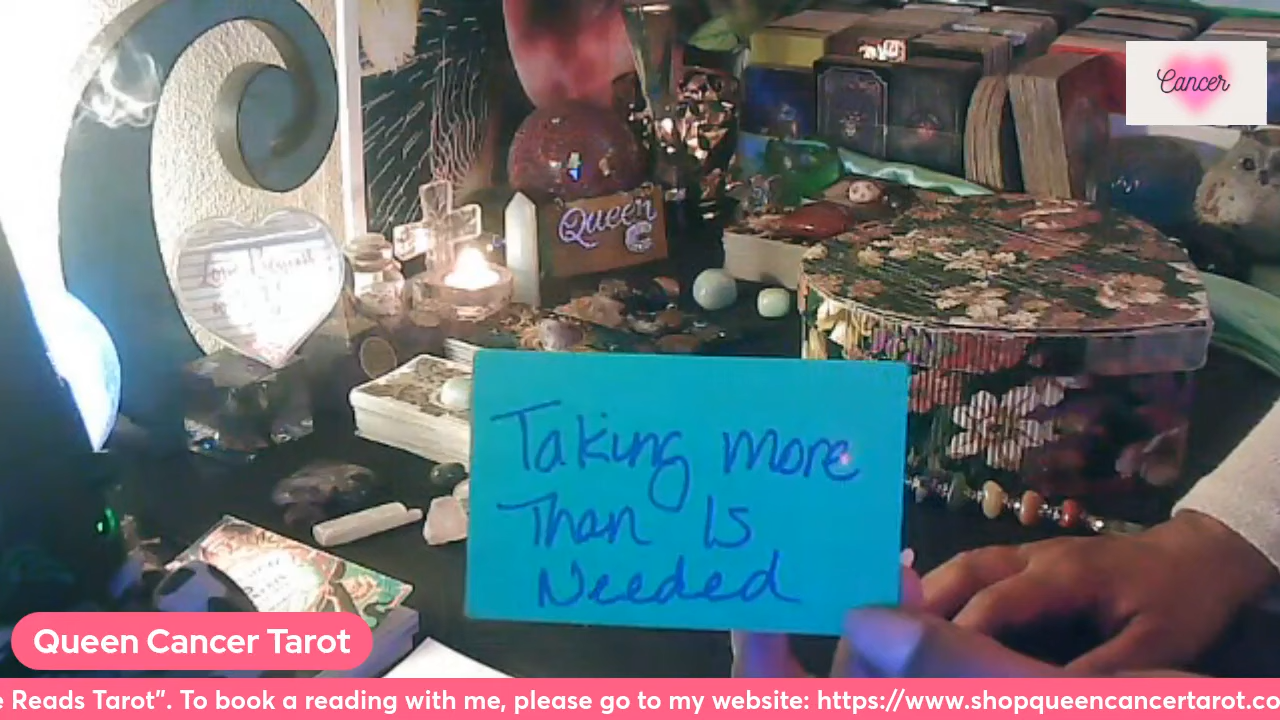 Cancer
Queen
C
Taking more
Than Is
Needed
Queen Cancer Tarot
e Reads Tarot”. To book a reading with me, please go to my website: https://www.shopqueencancertarot.co